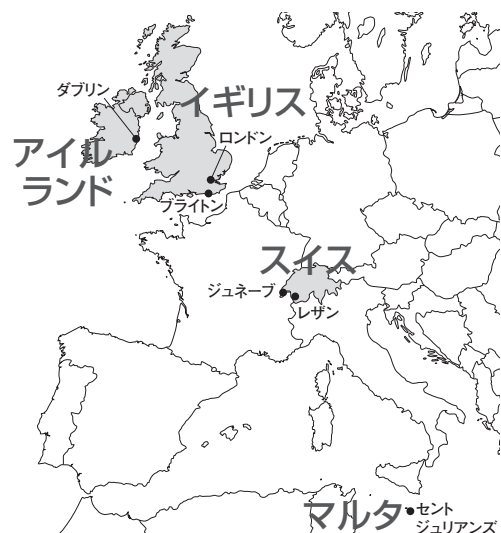 ダブリン
イギリス
アイル
ランド
ロンドン
ブライトン
スイス
ジュネーブ
レザン
マルタ
セント
ジュリアンズ